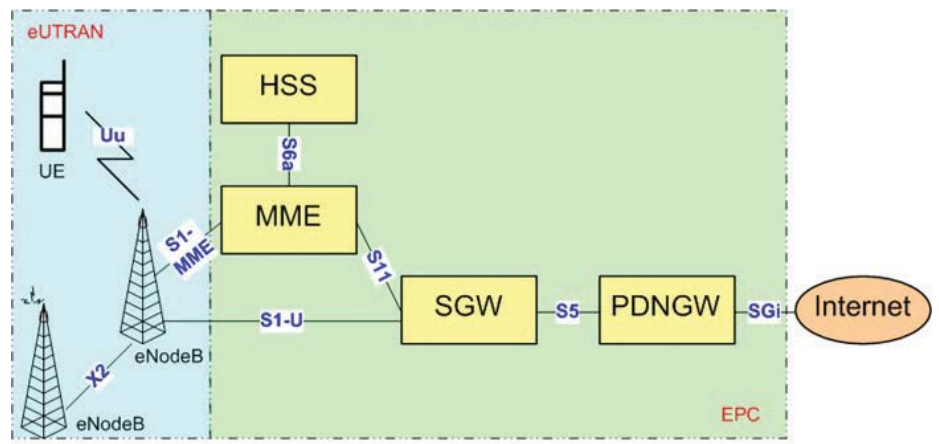 eUTRAN
HSS
Uu
UE
S6a
MME
S1-
MME
S11
SGW
S5
PDNGW
SGi
Internet
S1-U
eNodeB
X2
eNodeB
EPC